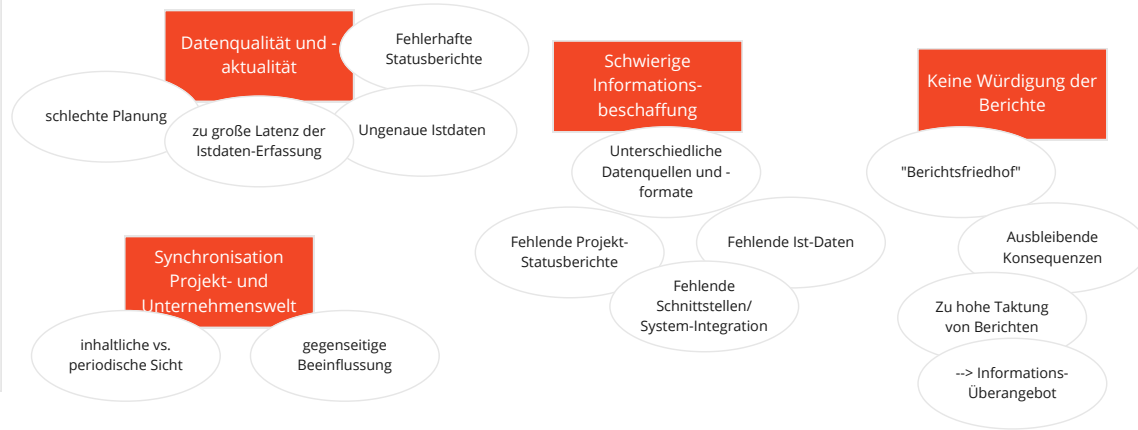 Datenqualität und -
aktualität
Fehlerhafte
Statusberichte
schlechte Planung
zu große Latenz der
Istdaten-Erfassung
Ungenaue Istdaten
Synchronisation
Projekt- und
Unternehmenswelt
inhaltliche vs.
periodische Sicht
gegenseitige
Beeinflussung
Schwierige
Informations-
beschaffung
Unterschiedliche
Datenquellen und -
formate
Fehlende Projekt-
Statusberichte
Fehlende Ist-Daten
Fehlende
Schnittstellen/
System-Integration
Keine Würdigung der
Berichte
"Berichtsfriedhof"
Ausbleibende
Konsequenzen
Zu hohe Taktung
von Berichten
--> Informations-
Überangebot